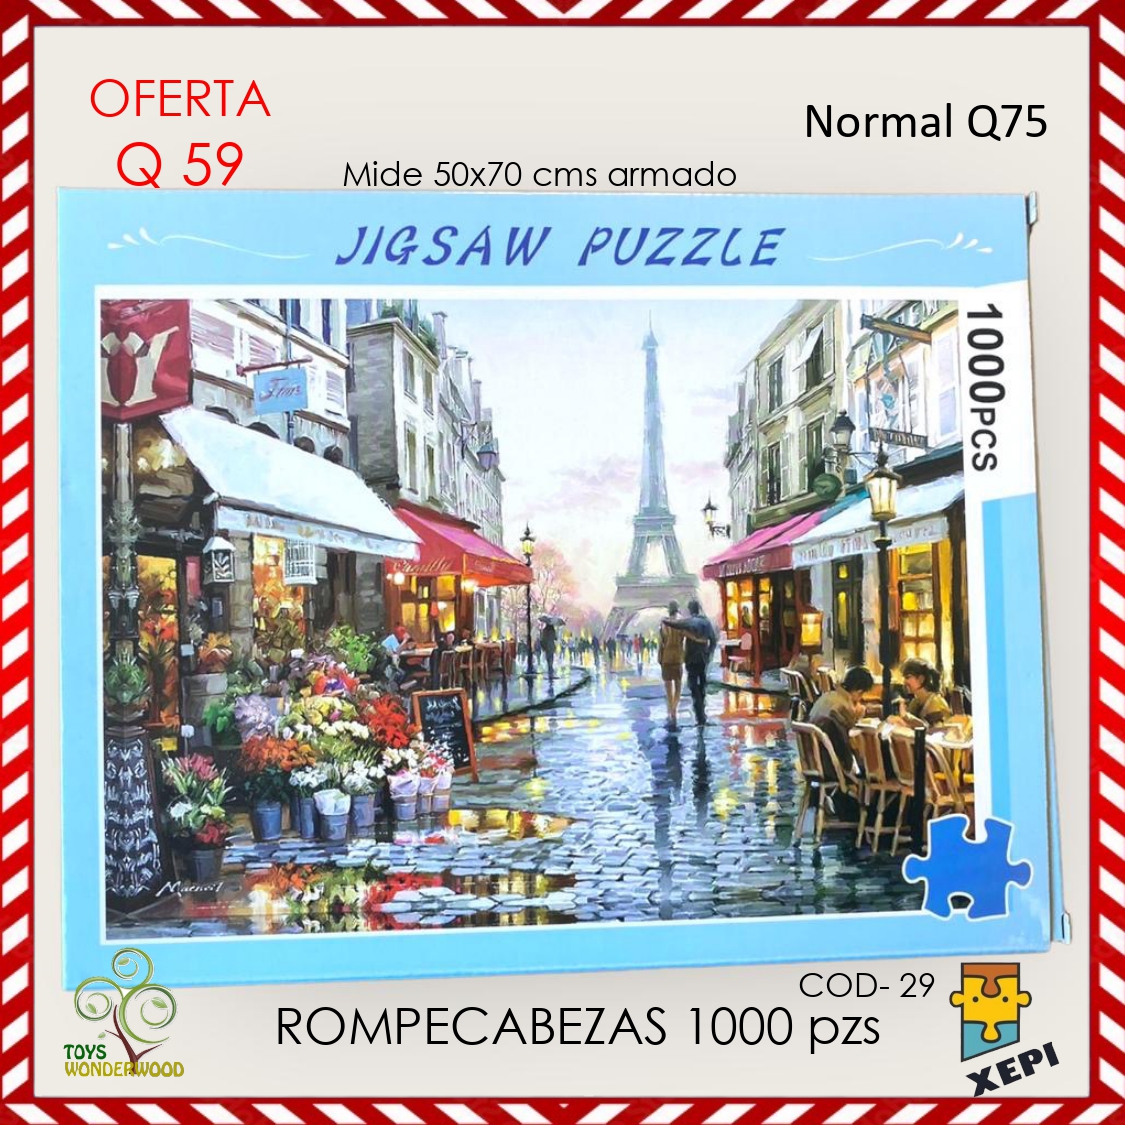 OFERTA
Q 59
Normal Q75
Mide 50x70 cms armado
JIGSAW PUZZLE
1000PCS
COD- 29
ROMPECABEZAS 1000 pzs
TOYS
WONDERWOOD
XEPI